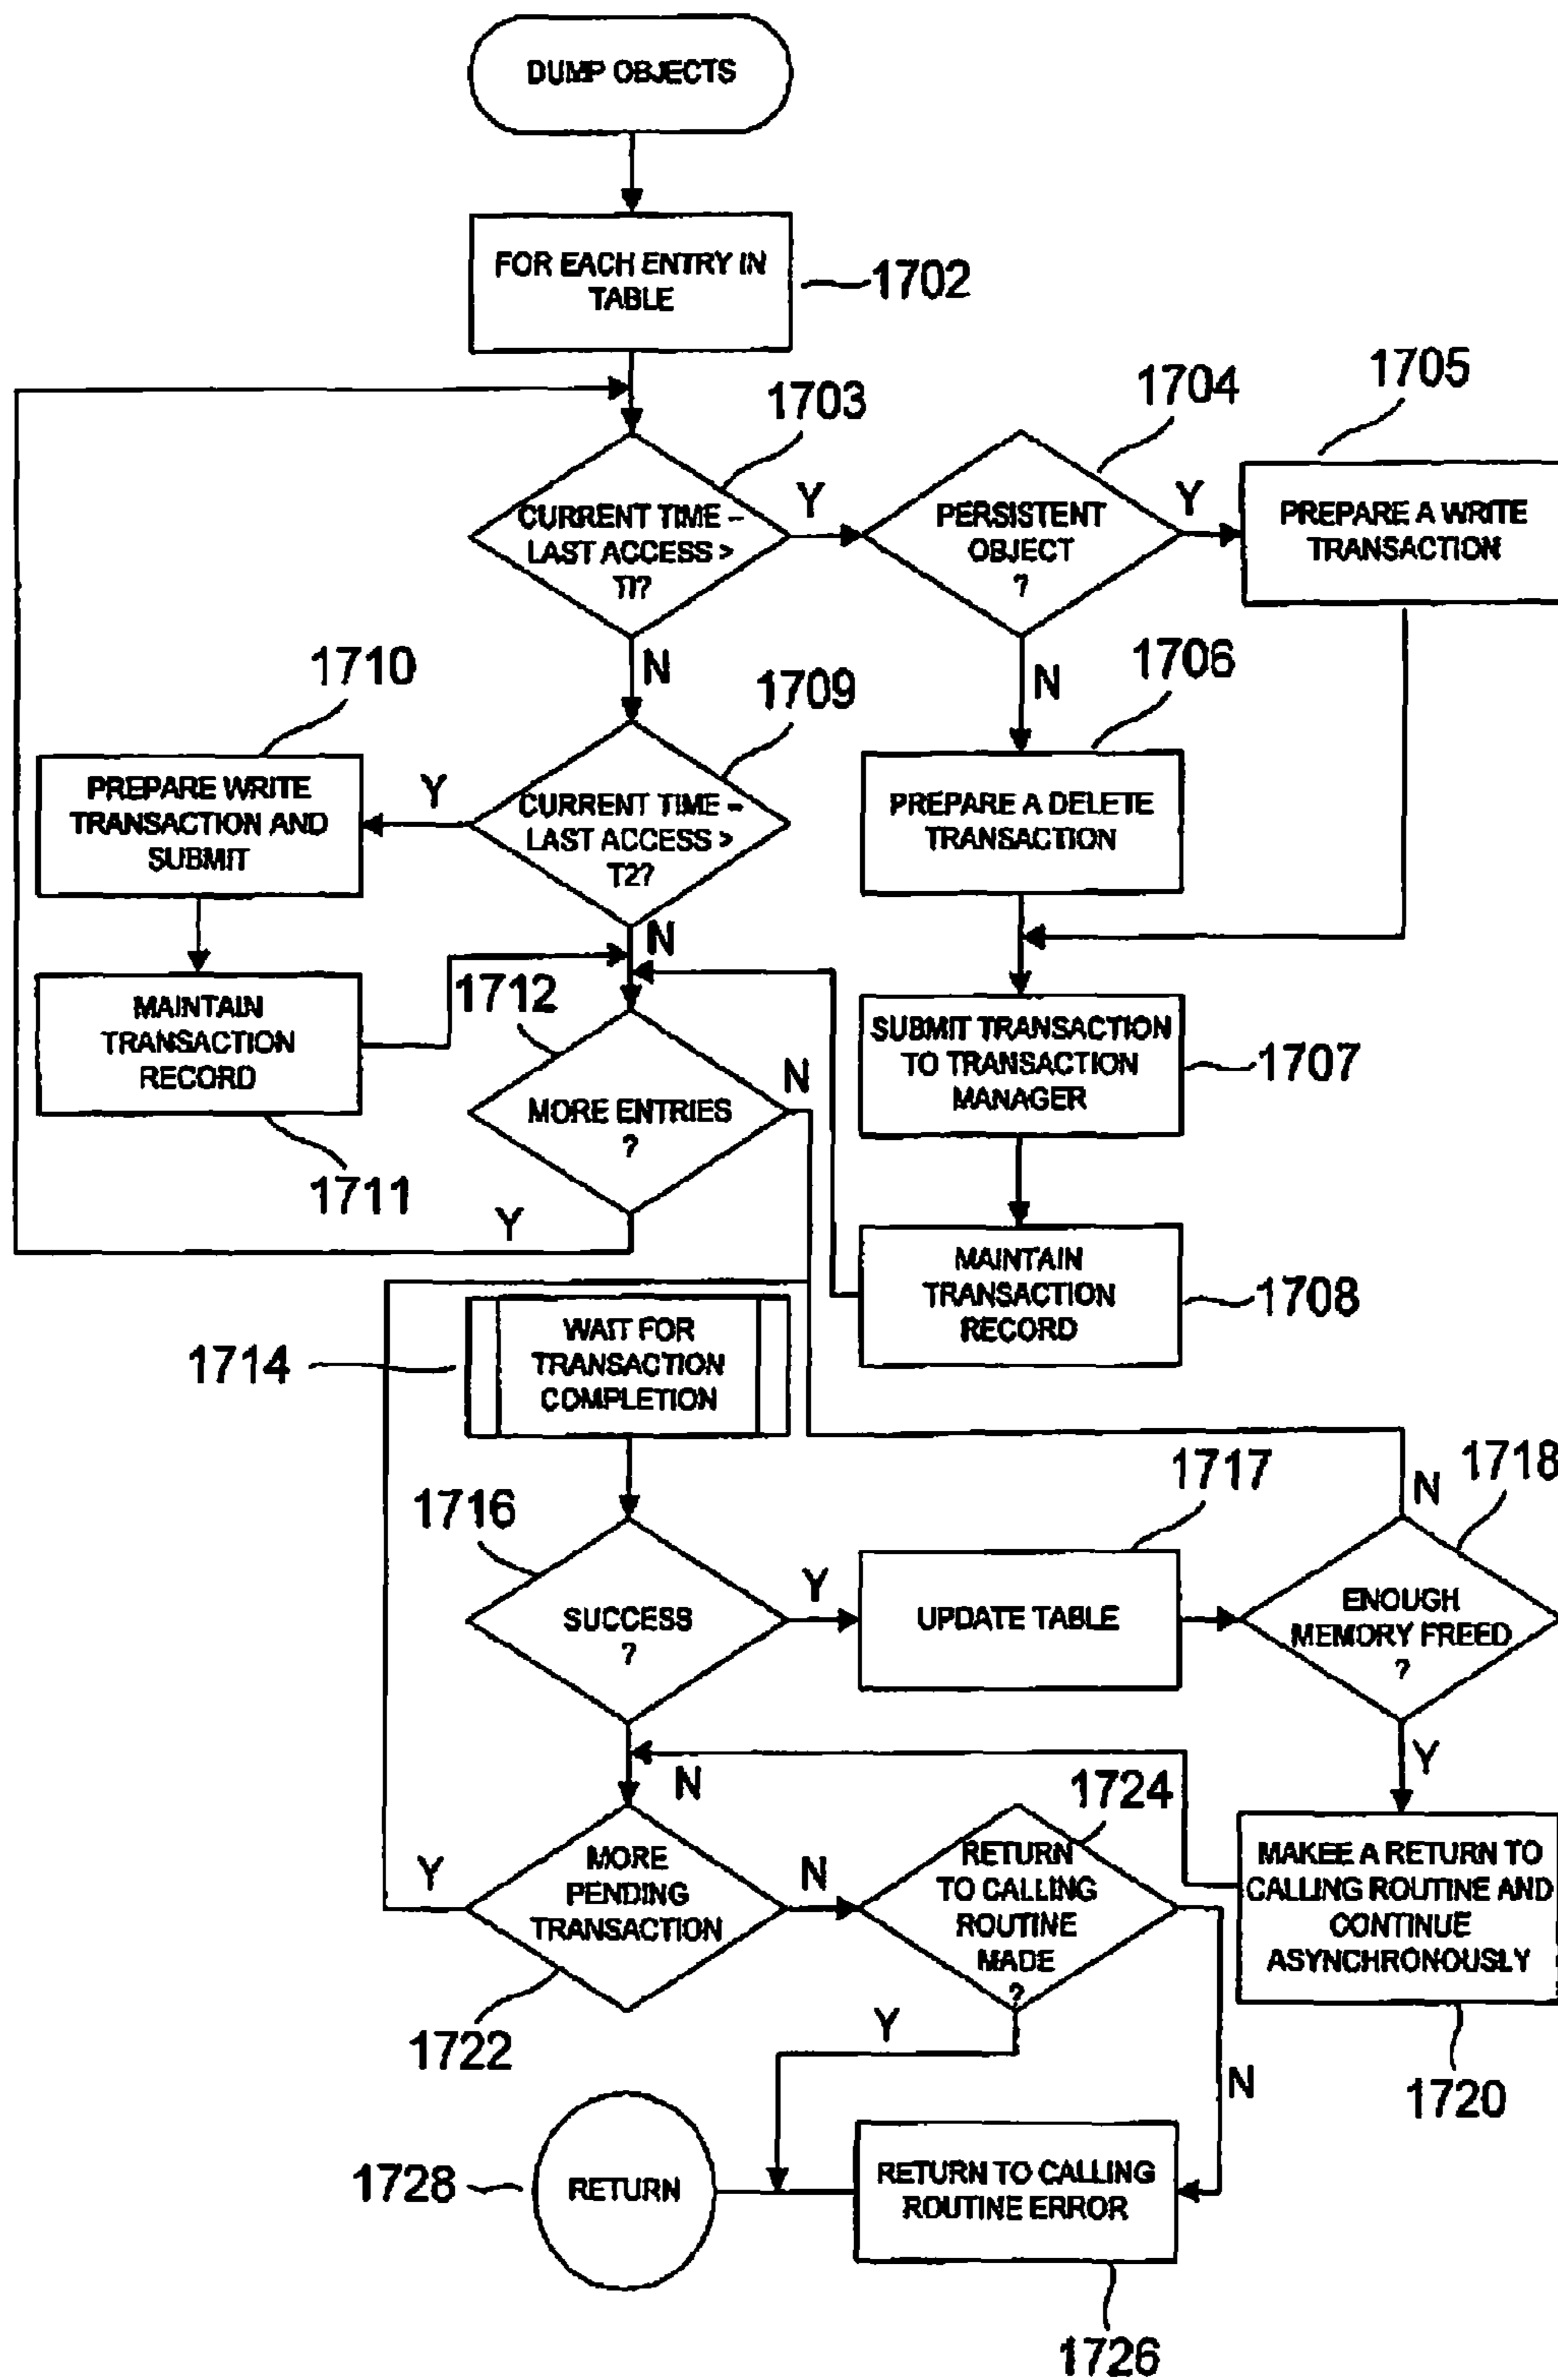 DUMP OBJECTS
FOR EACH ENTRY IN
TABLE
1702
1703
CURRENT TIME –
LAST ACCESS >
T1?
Y
N
1704
PERSISTENT
OBJECT
?
Y
N
1705
PREPARE A WRITE
TRANSACTION
1706
PREPARE A DELETE
TRANSACTION
1709
CURRENT TIME –
LAST ACCESS >
T2?
Y
N
1710
PREPARE WRITE
TRANSACTION AND
SUBMIT
MAINTAIN
TRANSACTION
RECORD
1711
SUBMIT TRANSACTION
TO TRANSACTION
MANAGER
1707
1712
MORE ENTRIES
?
N
Y
MAINTAIN
TRANSACTION
RECORD
1708
1714
WAIT FOR
TRANSACTION
COMPLETION
1716
SUCCESS
?
Y
N
1717
UPDATE TABLE
1718
ENOUGH
MEMORY FREED
?
N
Y
MAKEE A RETURN TO
CALLING ROUTINE AND
CONTINUE
ASYNCHRONOUSLY
1720
Y
MORE
PENDING
TRANSACTION
N
1722
1724
RETURN
TO CALLING
ROUTINE
MADE
?
Y
N
1728
RETURN
RETURN TO CALLING
ROUTINE ERROR
1726